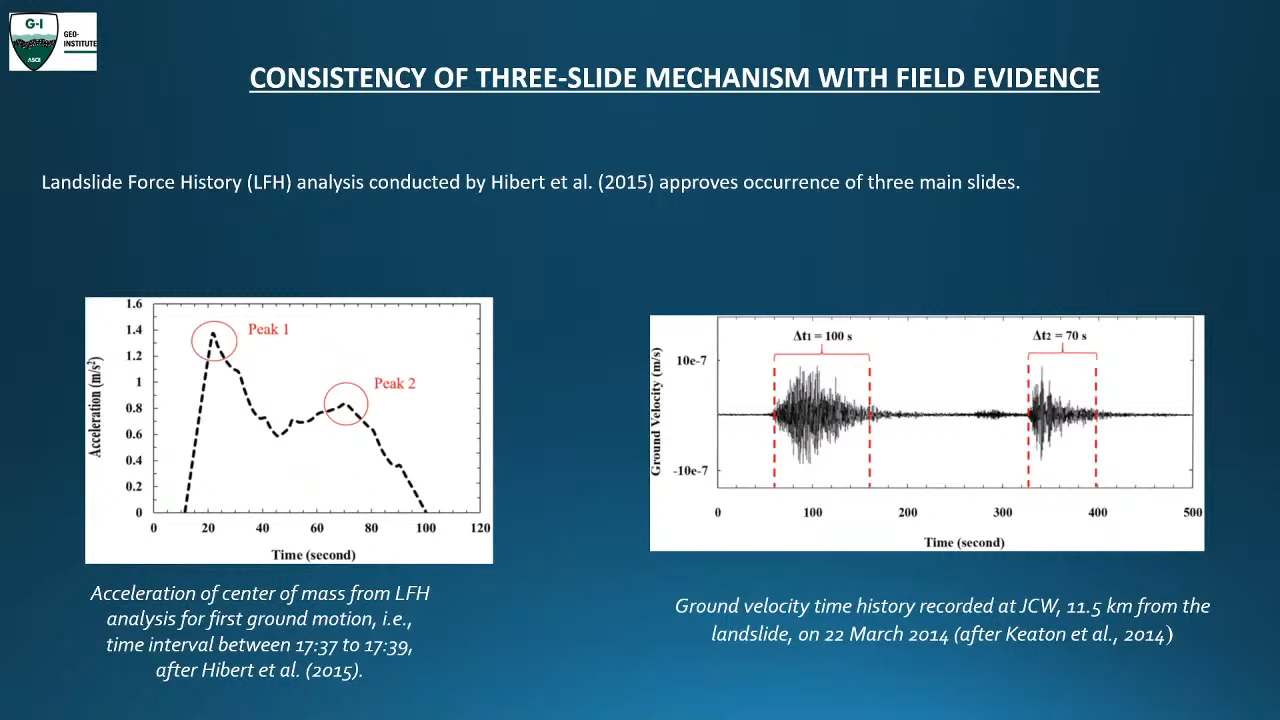 G-I
GEO-
INSTITUTE
ASCE
CONSISTENCY OF THREE-SLIDE MECHANISM WITH FIELD EVIDENCE
Landslide Force History (LFH) analysis conducted by Hibert et al. (2015) approves occurrence of three main slides.
1.6
1.4
1.2
1
0.8
0.6
0.4
0.2
0
Acceleration (m/s²)
Peak 1
Peak 2
0 20 40 60 80 100 120
Time (second)
Acceleration of center of mass from LFH
analysis for first ground motion, i.e.,
time interval between 17:37 to 17:39,
after Hibert et al. (2015).
Δt1 = 100 s
Δt2 = 70 s
10e-7
-10e-7
Ground Velocity (m/s)
0 100 200 300 400 500
Time (second)
Ground velocity time history recorded at JCW, 11.5 km from the
landslide, on 22 March 2014 (after Keaton et al., 2014)